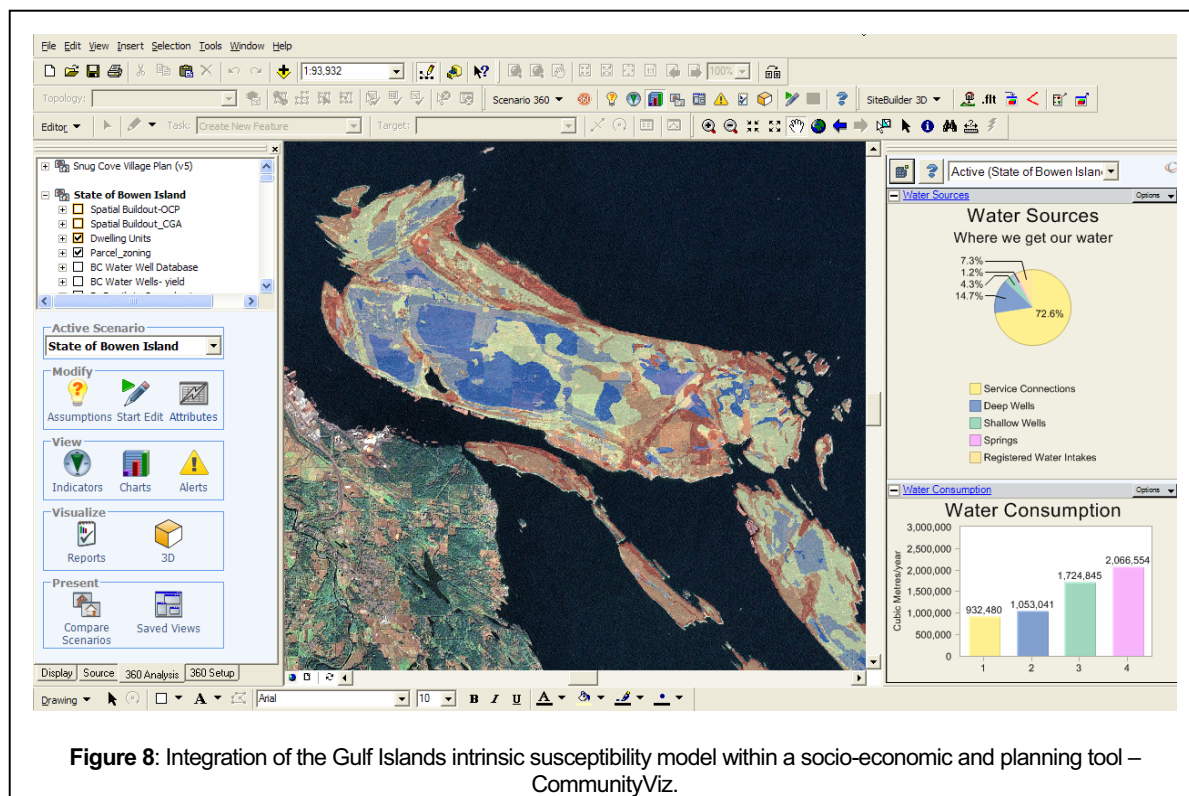 File Edit View Insert Selection Tools Window Help
1:93,932
100%
Topology:
Scenario 360
SiteBuilder 3D
.flt
Editor
Task:
Create New Feature
Target:
Snug Cove Village Plan (v5)
State of Bowen Island
Spatial Buildout-OCP
Spatial Buildout_CGA
Dwelling Units
Parcel_zoning
BC Water Well Database
BC Water Wells- yield
Active Scenario
State of Bowen Island
Modify
Assumptions Start Edit Attributes
View
Indicators Charts Alerts
Visualize
Reports 3D
Present
Compare Scenarios
Saved Views
Display Source 360 Analysis 360 Setup
Active (State of Bowen Islan
Water Sources Options
Water Sources
Where we get our water
7.3%
1.2%
4.3%
14.7%
72.6%
Service Connections
Deep Wells
Shallow Wells
Springs
Registered Water Intakes
Water Consumption Options
Water Consumption
Cubic Metres/year
3,000,000
2,500,000
2,000,000
1,500,000
1,000,000
500,000
0
932,480
1,053,041
1,724,845
2,066,554
1 2 3 4
Drawing A Arial 10 B I U A
Figure 8: Integration of the Gulf Islands intrinsic susceptibility model within a socio-economic and planning tool –
CommunityViz.